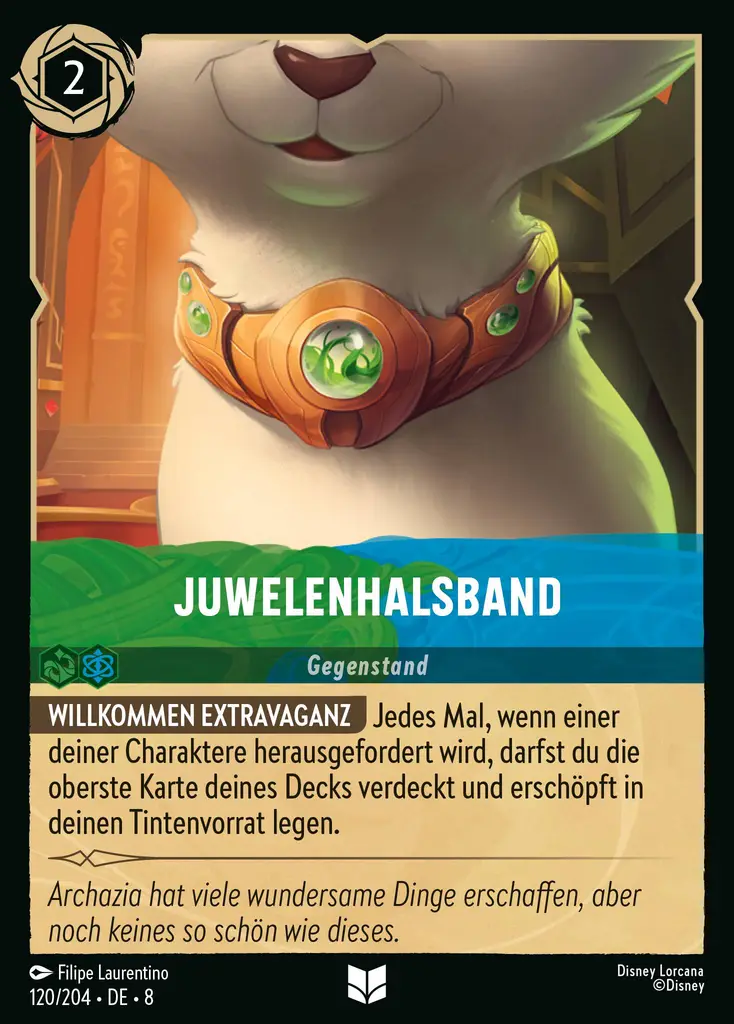 2
JUWELENHALSBAND
Gegenstand
WILLKOMMEN EXTRAVAGANZ Jedes Mal, wenn einer
deiner Charaktere herausgefordert wird, darfst du die
oberste Karte deines Decks verdeckt und erschöpft in
deinen Tintenvorrat legen.
Archazia hat viele wundersame Dinge erschaffen, aber
noch keines so schön wie dieses.
Filipe Laurentino
120/204 • DE • 8
Disney Lorcana
©Disney